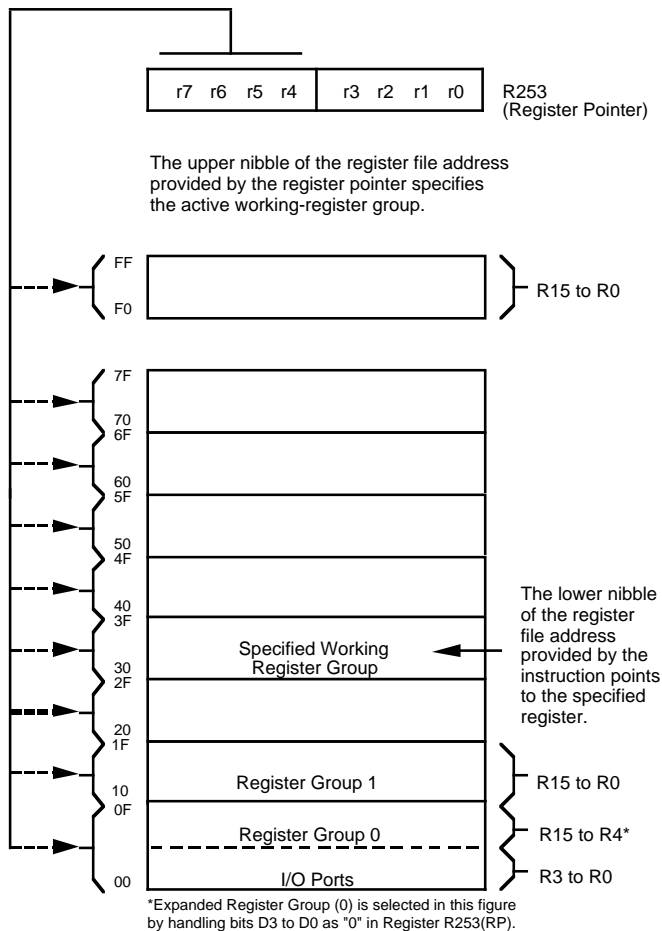 r7 r6 r5 r4 r3 r2 r1 r0
R253
(Register Pointer)
The upper nibble of the register file address
provided by the register pointer specifies
the active working-register group.
FF
F0
R15 to R0
7F
70
6F
60
5F
50
4F
40
3F
Specified Working
Register Group
30
2F
The lower nibble
of the register
file address
provided by the
instruction points
to the specified
register.
20
1F
Register Group 1
10
R15 to R0
0F
Register Group 0
R15 to R4*
I/O Ports
00
R3 to R0
*Expanded Register Group (0) is selected in this figure
by handling bits D3 to D0 as "0" in Register R253(RP).